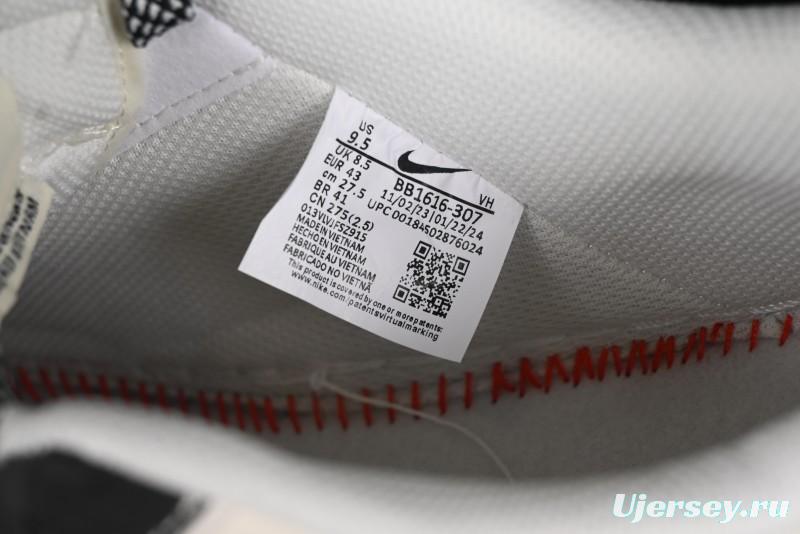 US
9.5
UK 8.5
EUR 43
cm 27.5
BR 41
CN 275(2.5)
VH
BB1616-307
11/02/23|01/22/24
UPC 00184502876024
013VLVJFSZ915
MADE IN VIETNAM
HECHO EN VIETNAM
FABRIQUE AU VIETNAM
FABRICADO NO VIETNÃ
This product is covered by one or more patents:
www.nike.com/patentsvirtualmarking
Ujersey.ru